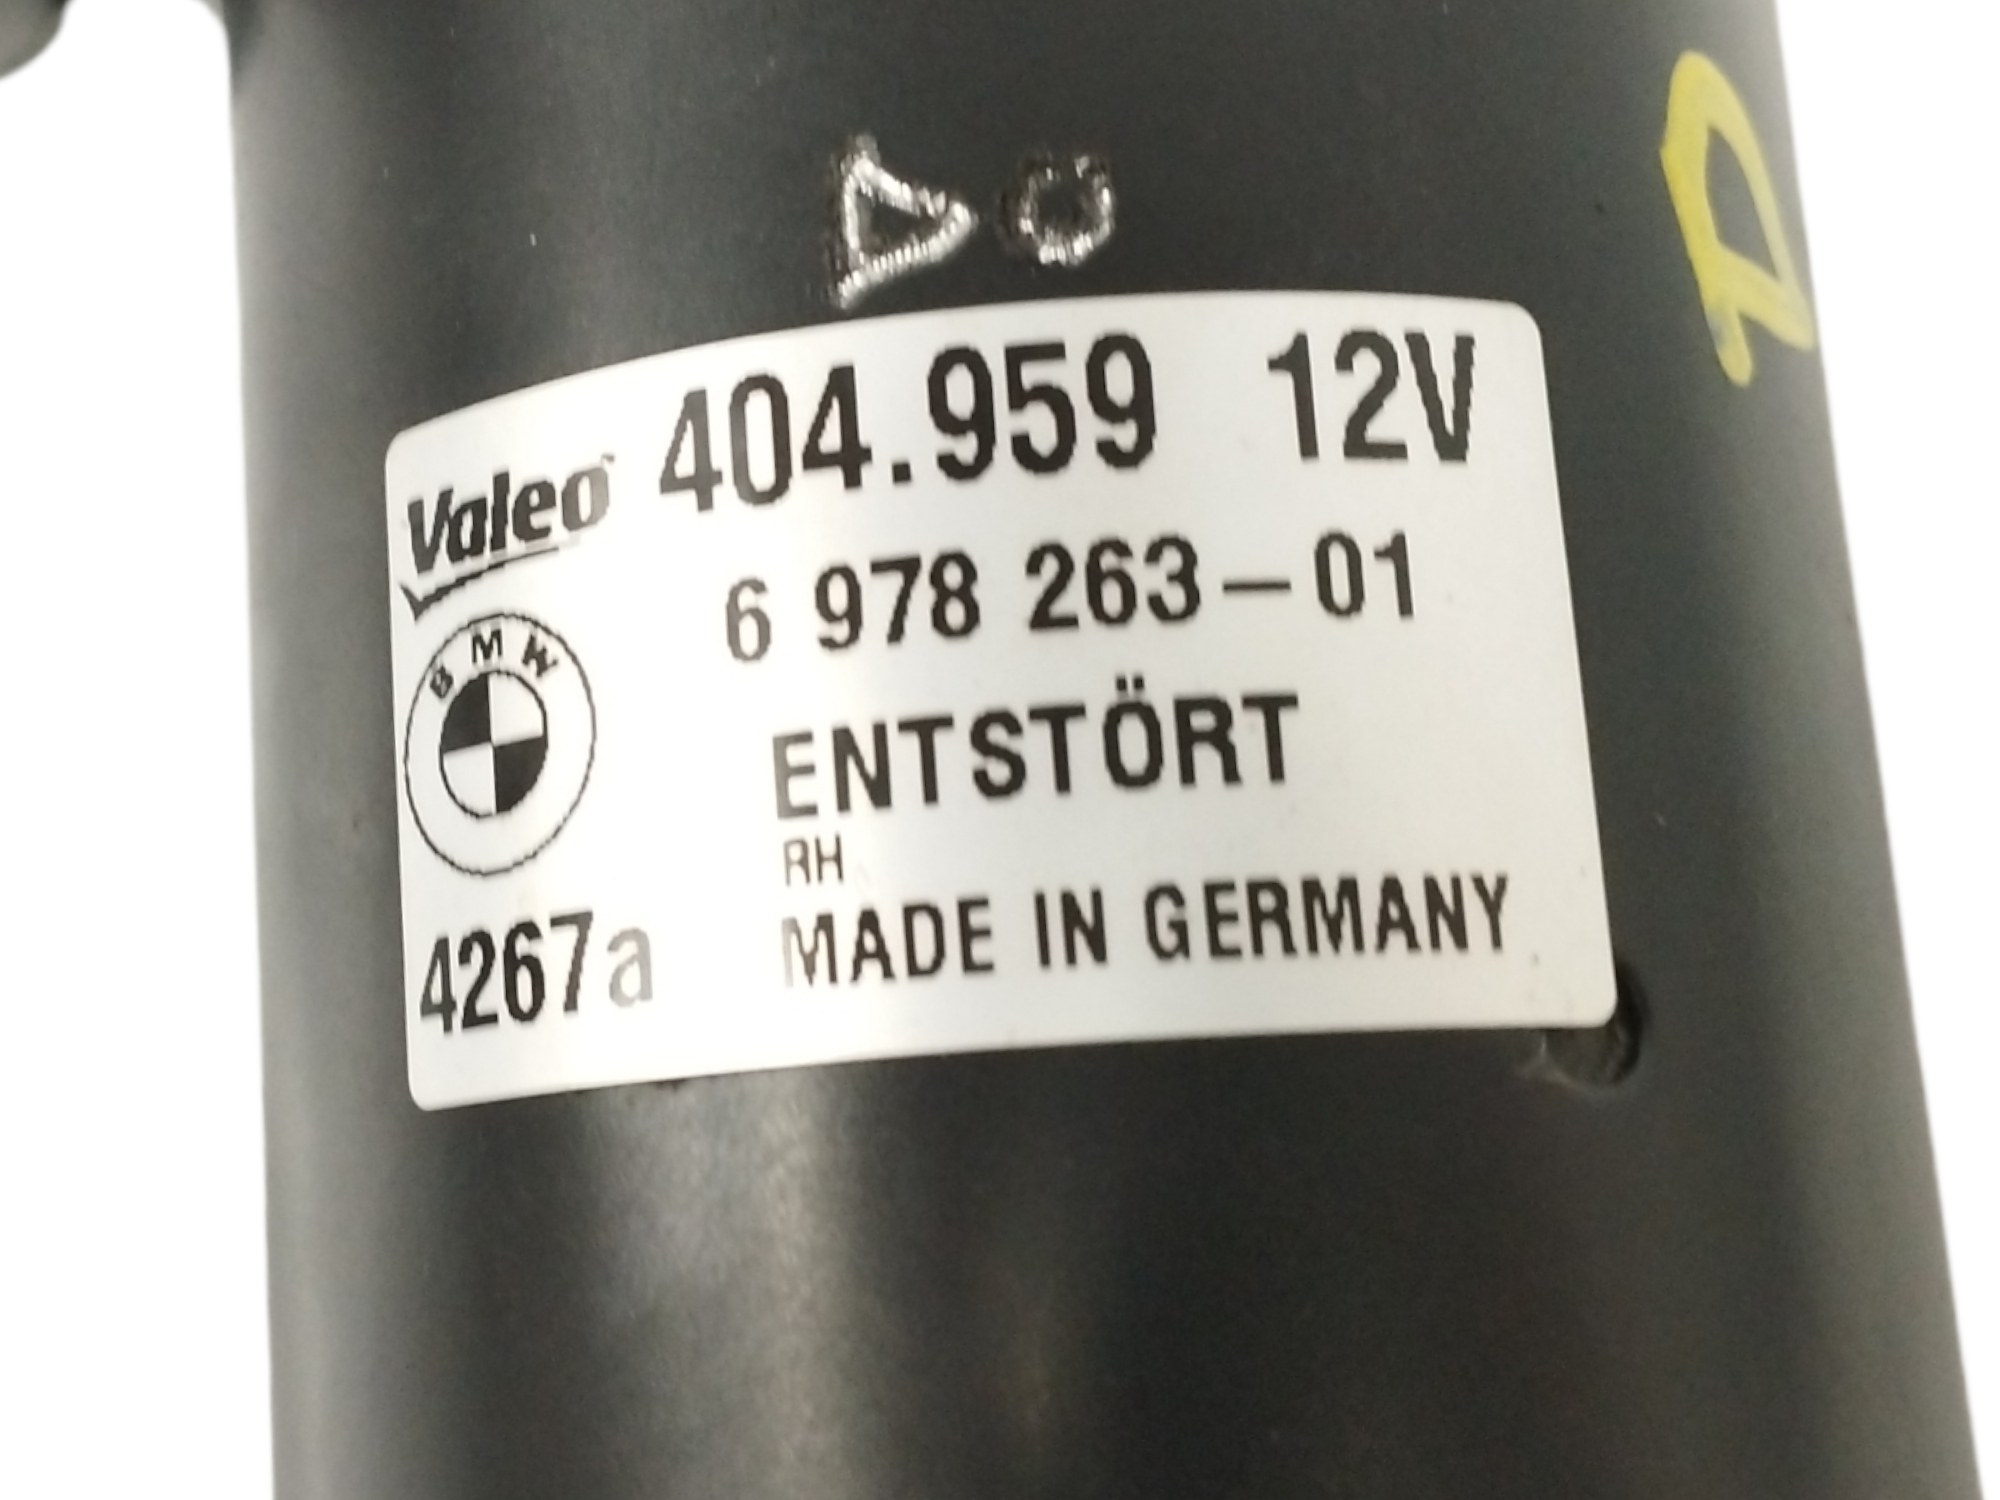 Valeo 404.959 12V
6 978 263-01
BMW
ENTSTÖRT
RH
4267a MADE IN GERMANY